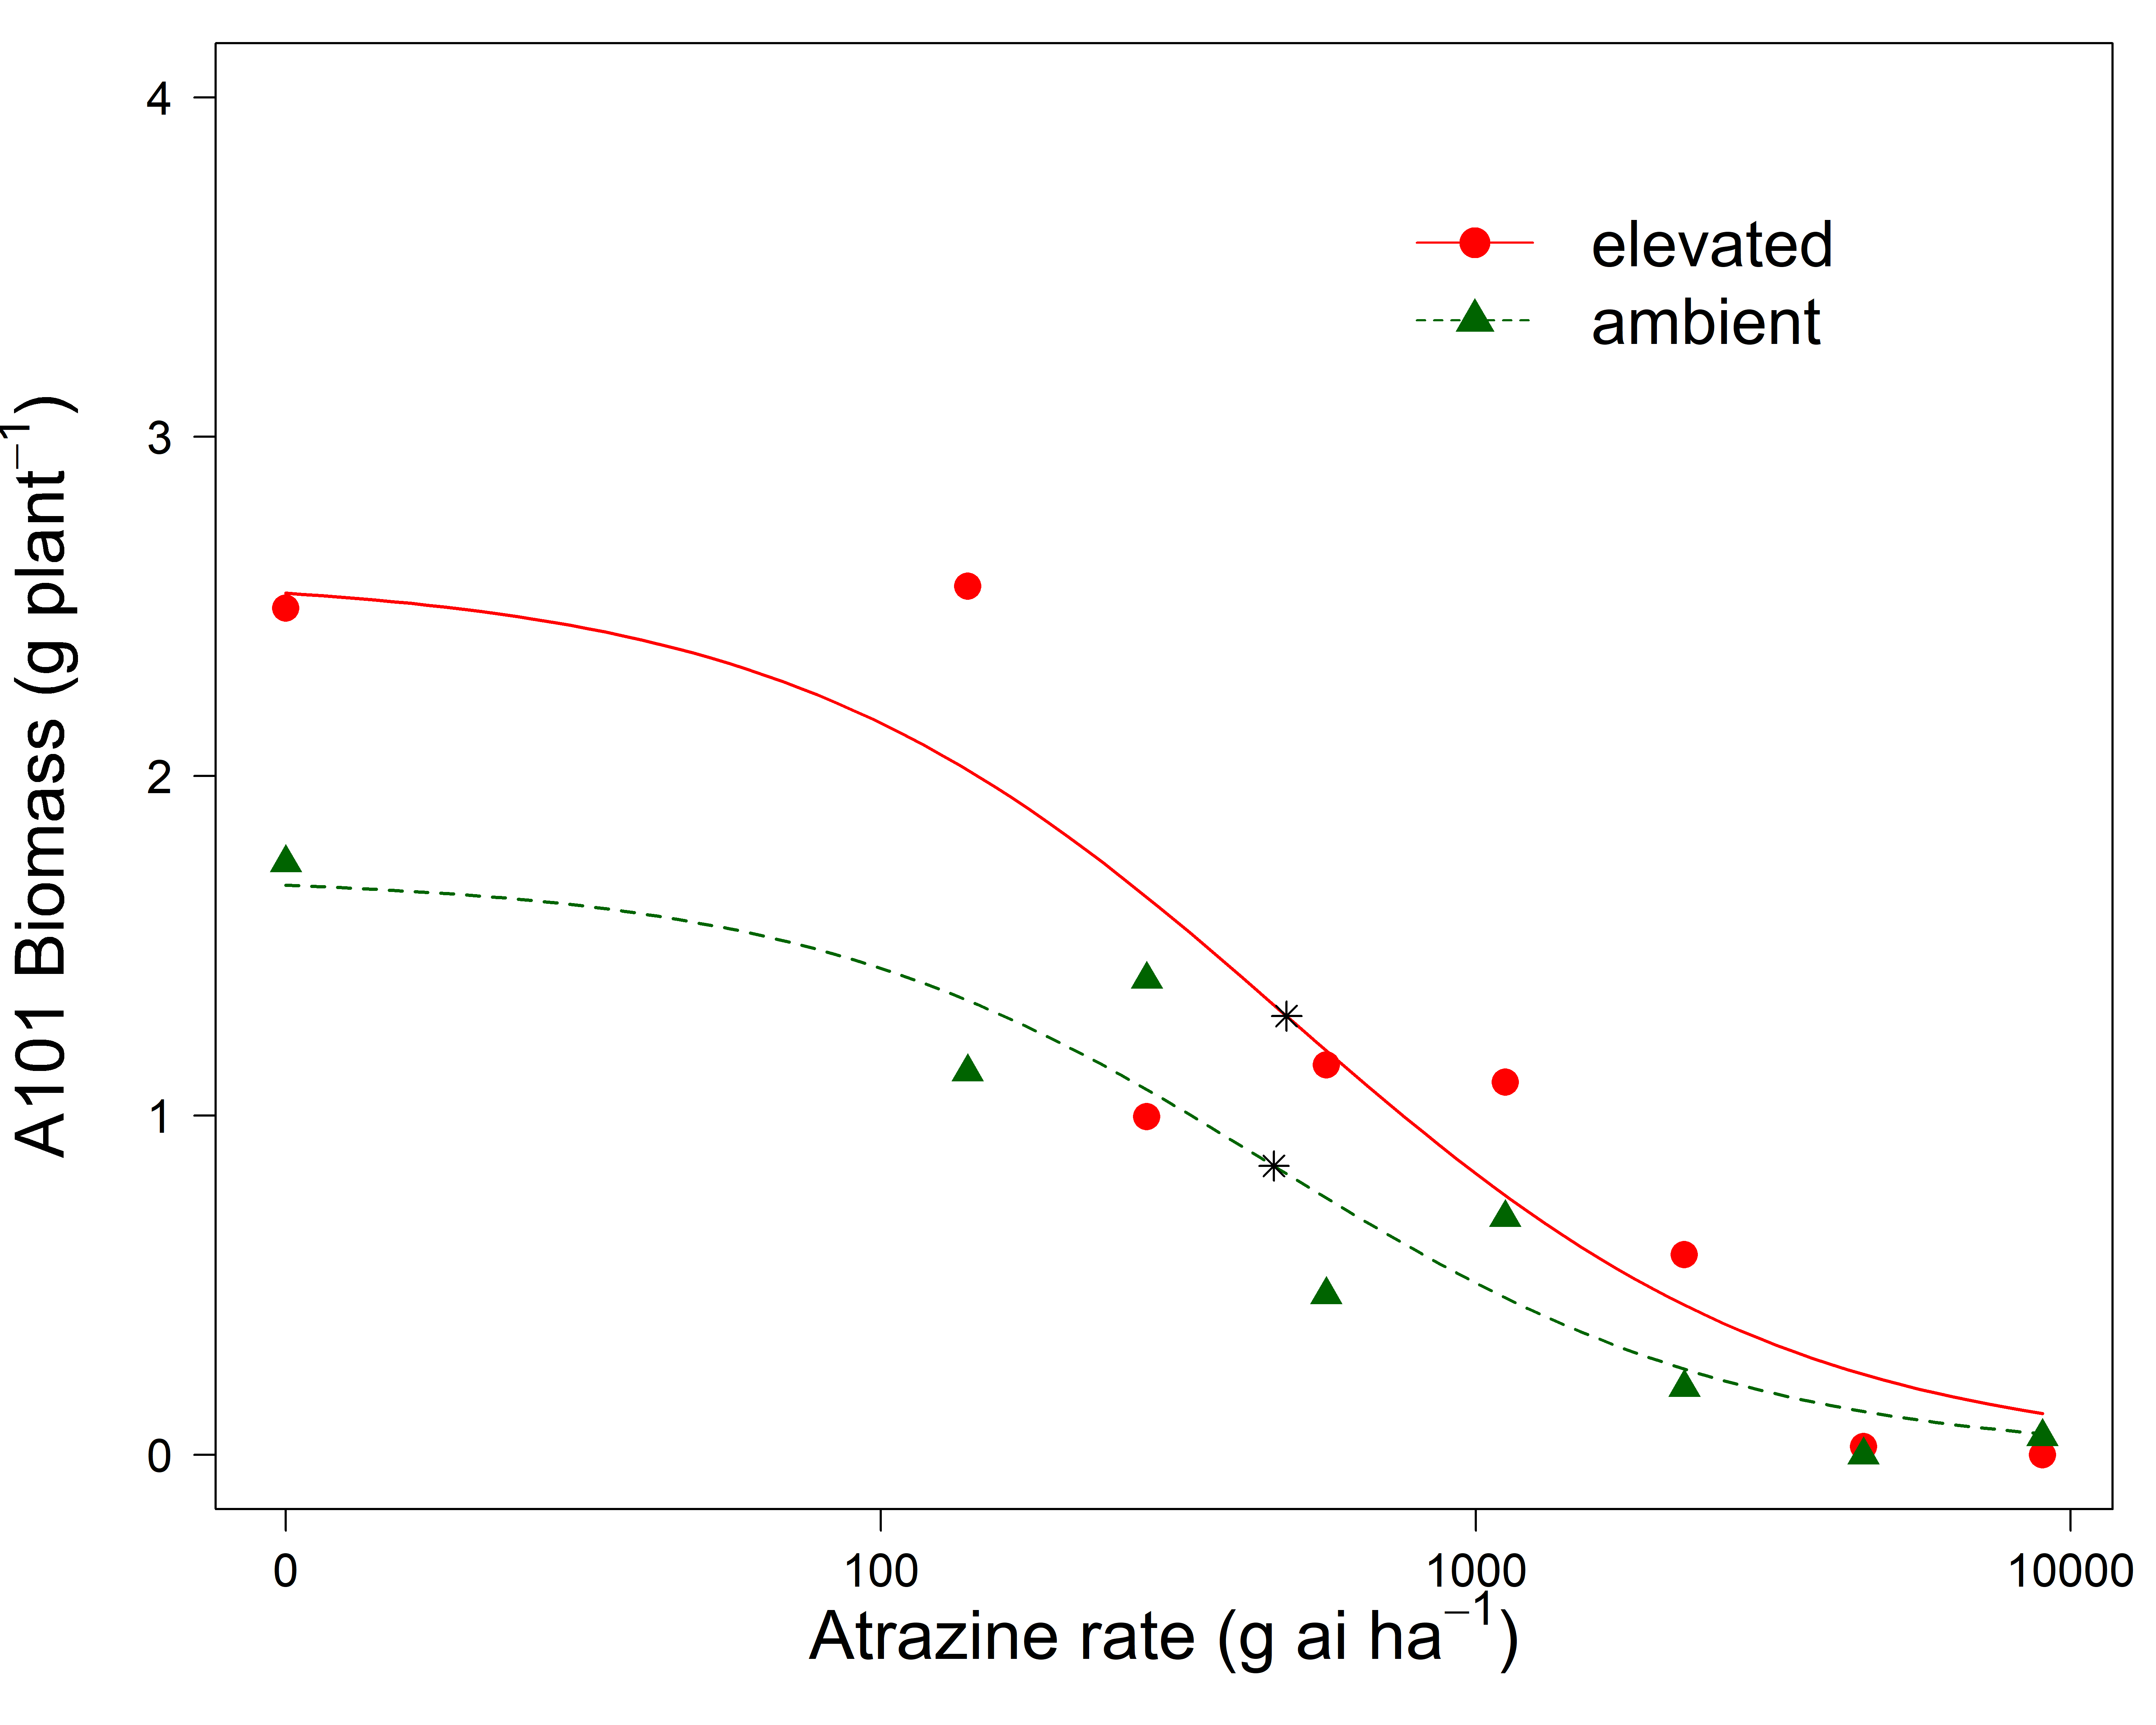 4
3
2
1
0
A101 Biomass (g plant⁻¹)
elevated
ambient
0 100 1000 10000
Atrazine rate (g ai ha⁻¹)